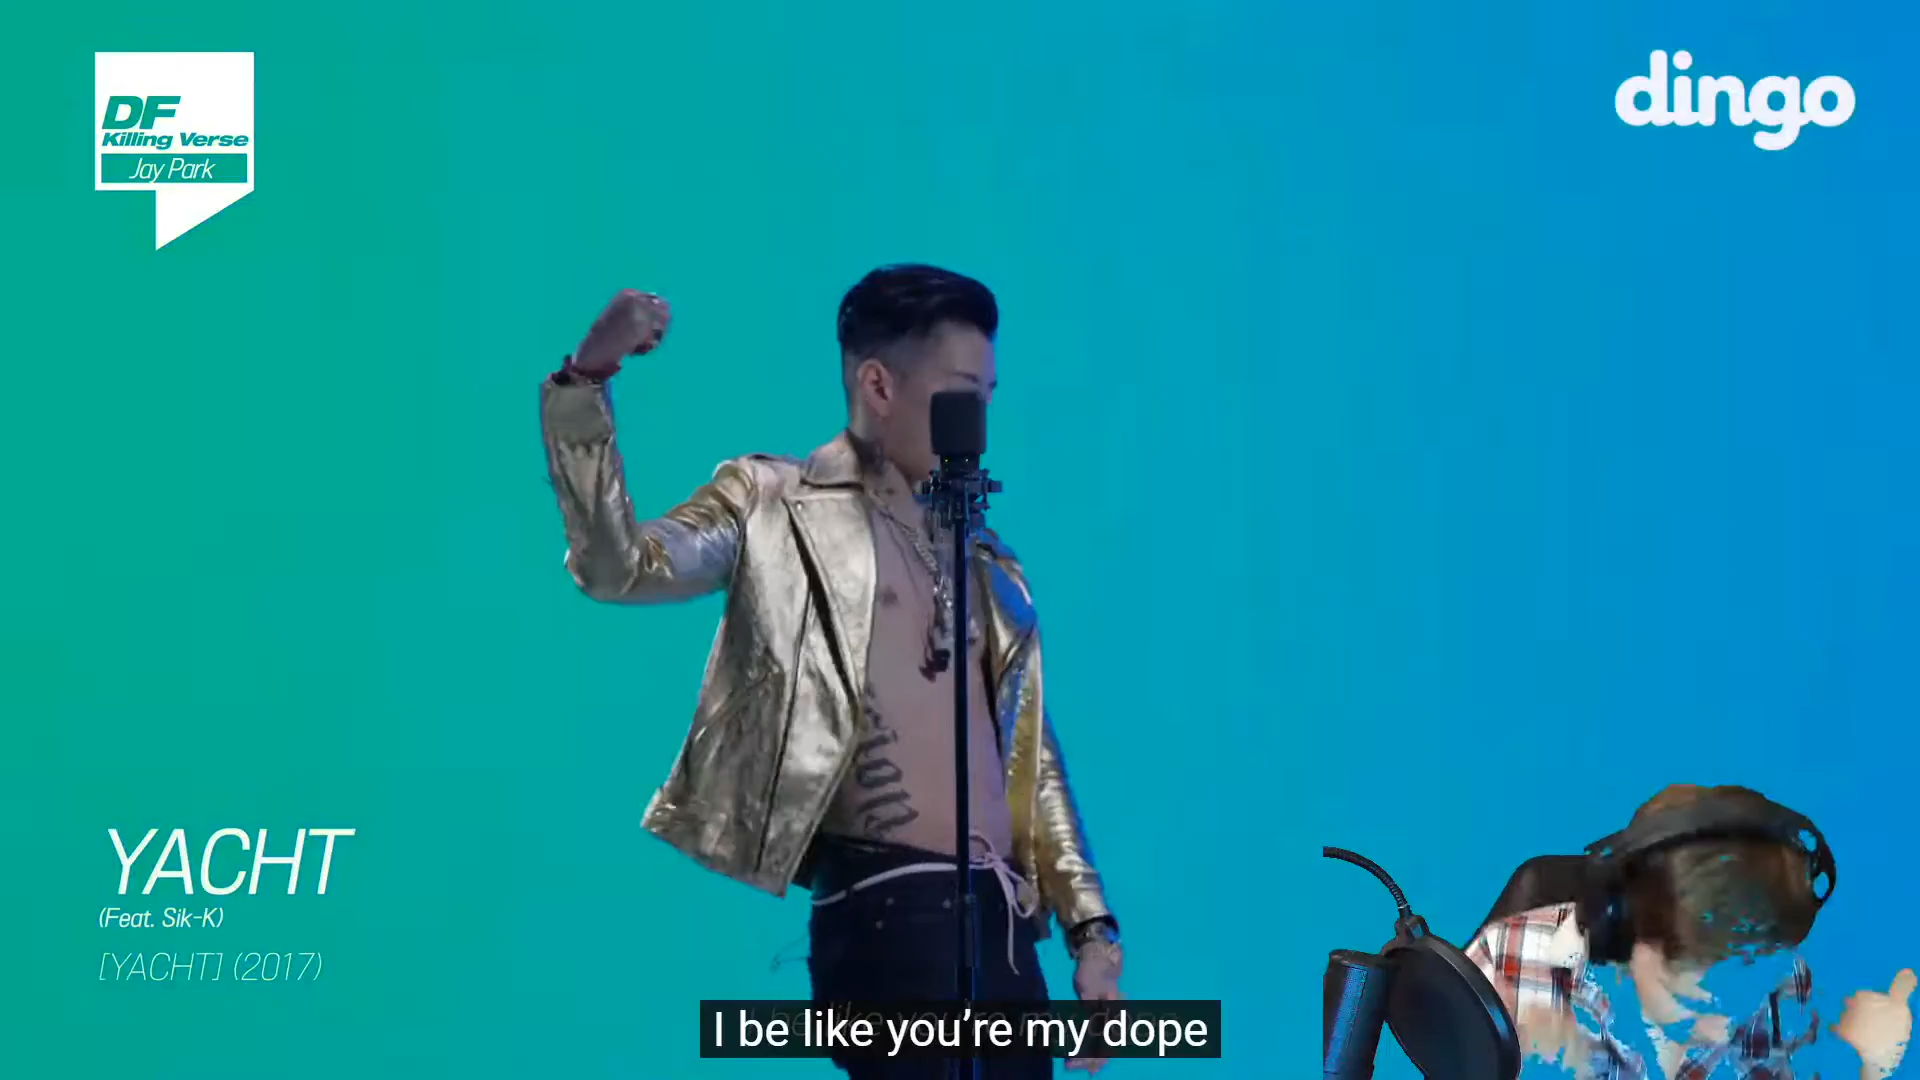 DF
Killing Verse
Jay Park
dingo
YACHT
(Feat. Sik-K)
[YACHT] (2017)
I be like you're my dope